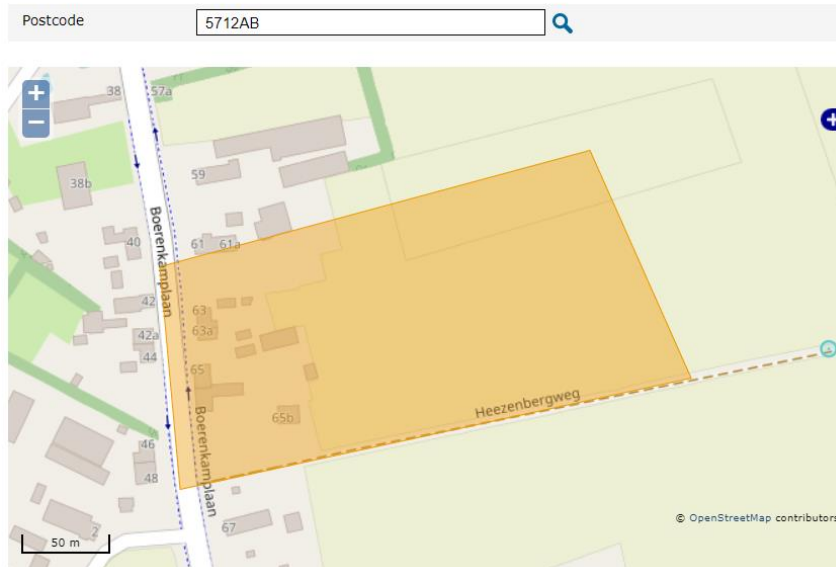 Postcode
5712AB
+
−
38
57a
38b
59
40
61
61a
Boerenkamplaan
42
63
63a
42a
44
65
65b
Heezenbergweg
Boerenkamplaan
46
48
67
2
50 m
+
© OpenStreetMap contributors